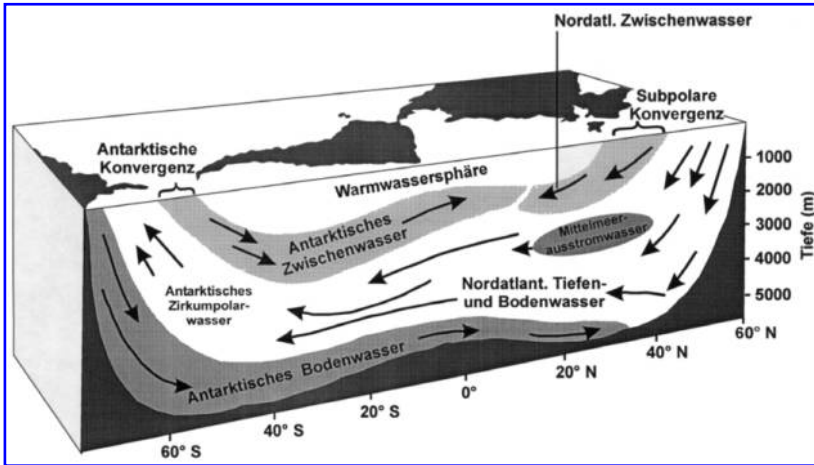 Nordatl. Zwischenwasser
Subpolare
Konvergenz
Antarktische
Konvergenz
Warmwassersphäre
1000
2000
3000
4000
5000
Tiefe (m)
Antarktisches
Zwischenwasser
Mittelmeer-
ausstromwasser
Antarktisches
Zirkumpolar-
wasser
Nordatlant. Tiefen-
und Bodenwasser
Antarktisches Bodenwasser
60° S
40° S
20° S
0°
20° N
40° N
60° N